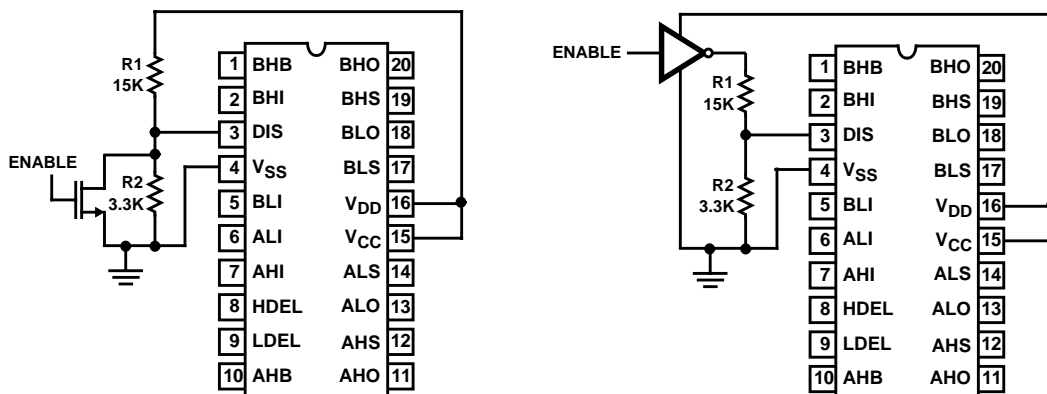 R1
15K
ENABLE
R2
3.3K
1 BHB BHO 20
2 BHI BHS 19
3 DIS BLO 18
4 VSS BLS 17
5 BLI VDD 16
6 ALI VCC 15
7 AHI ALS 14
8 HDEL ALO 13
9 LDEL AHS 12
10 AHB AHO 11
ENABLE
R1
15K
R2
3.3K
1 BHB BHO 20
2 BHI BHS 19
3 DIS BLO 18
4 VSS BLS 17
5 BLI VDD 16
6 ALI VCC 15
7 AHI ALS 14
8 HDEL ALO 13
9 LDEL AHS 12
10 AHB AHO 11